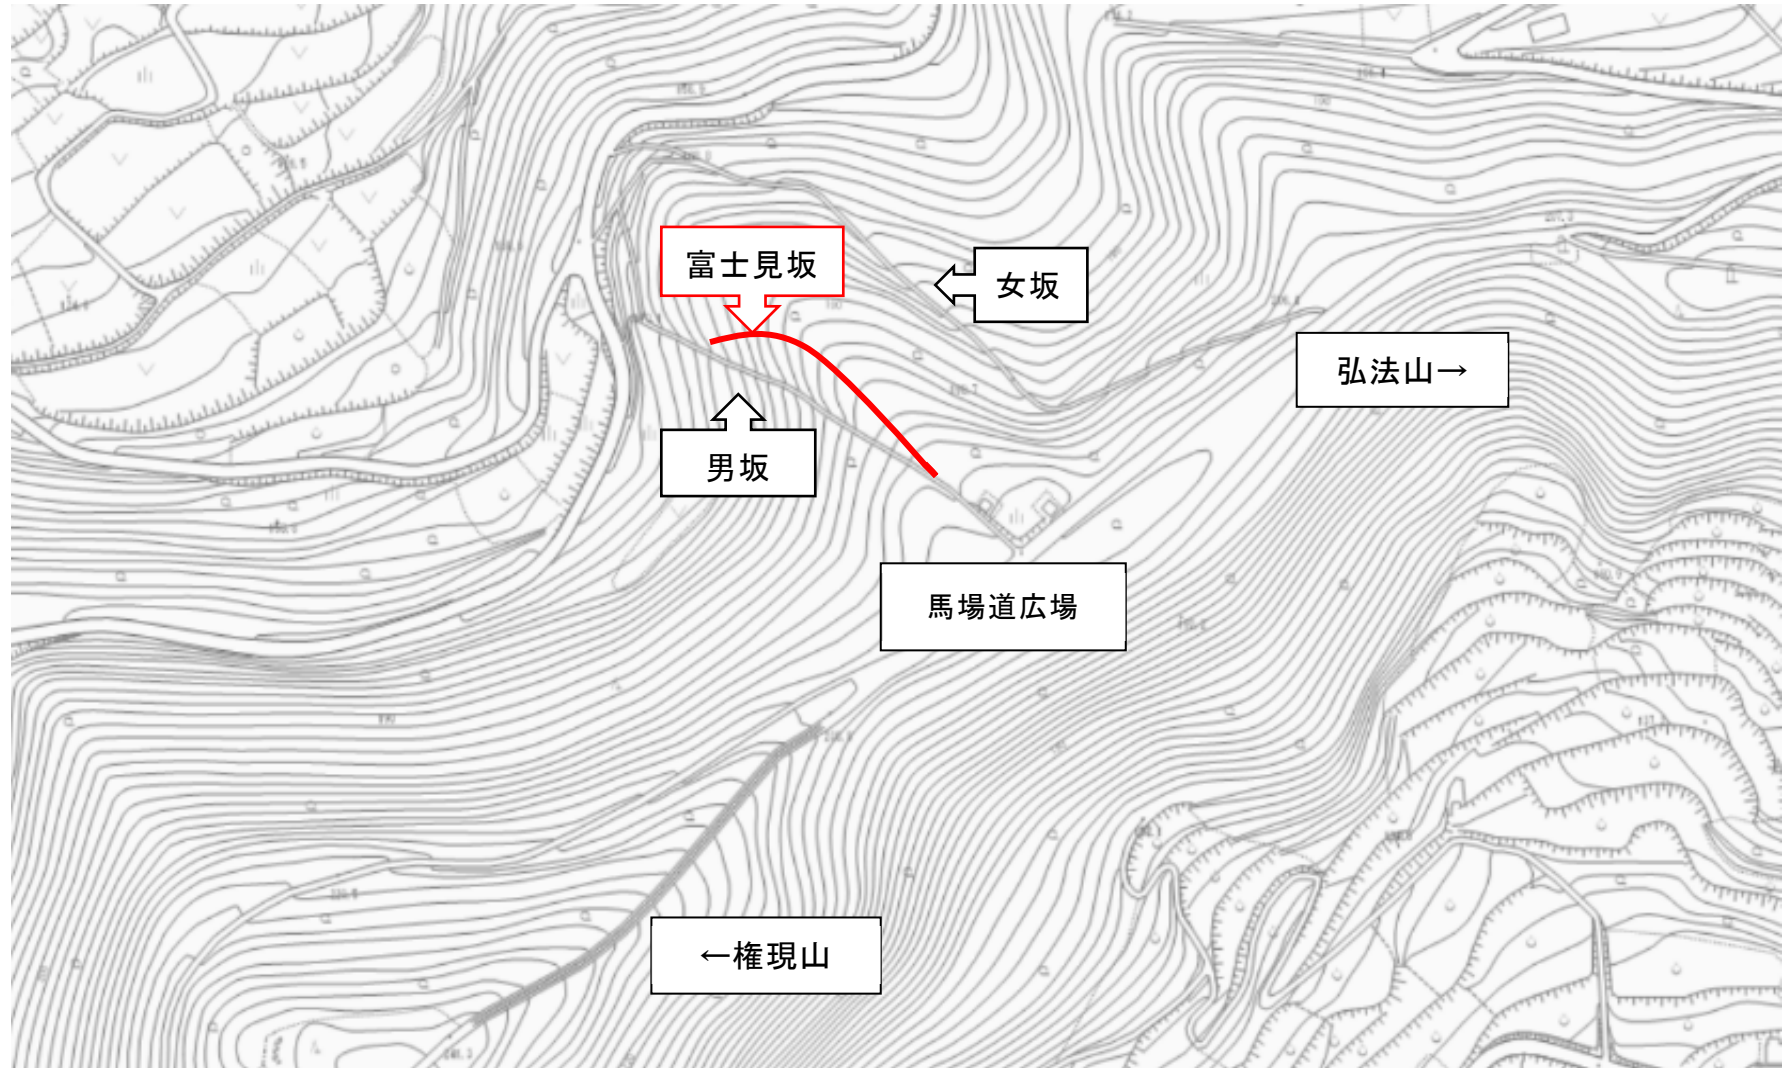 富士見坂
女坂
弘法山→
男坂
馬場道広場
←権現山